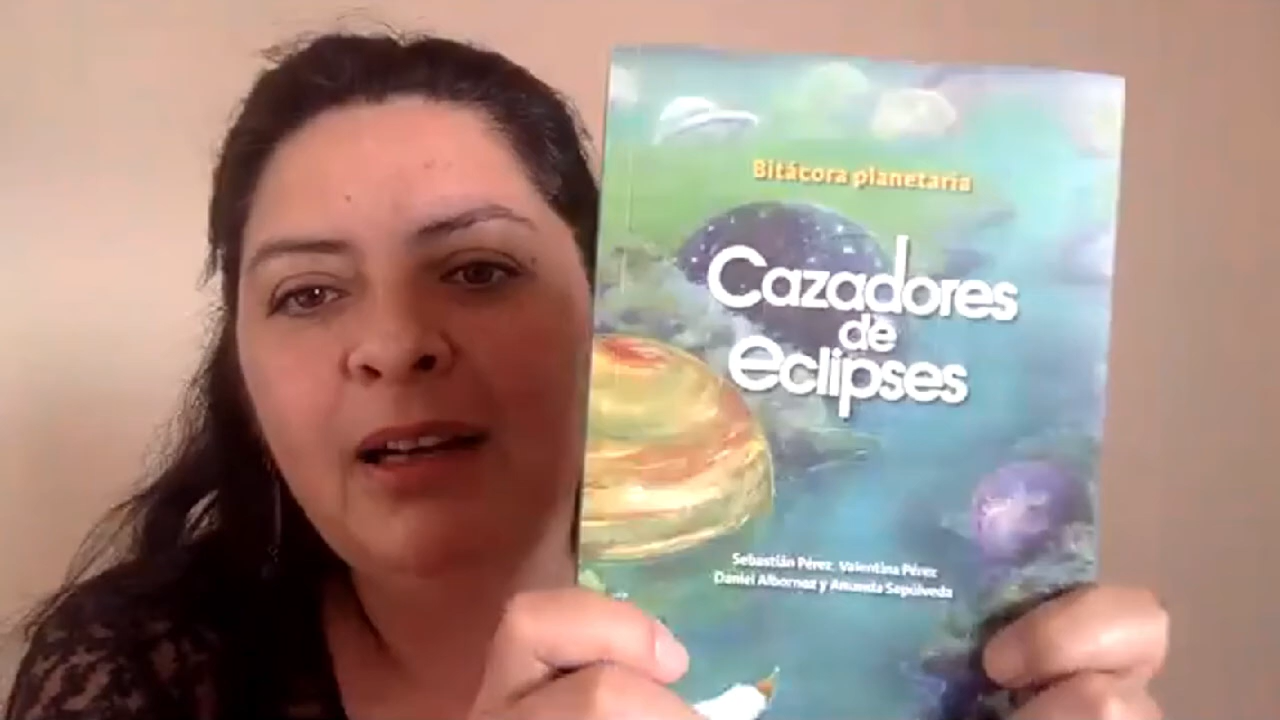 Bitácora planetaria
Cazadores
de
eclipses
Sebastián Pérez, Valentina Pérez,
Daniel Albornoz y Amanda Sepúlveda